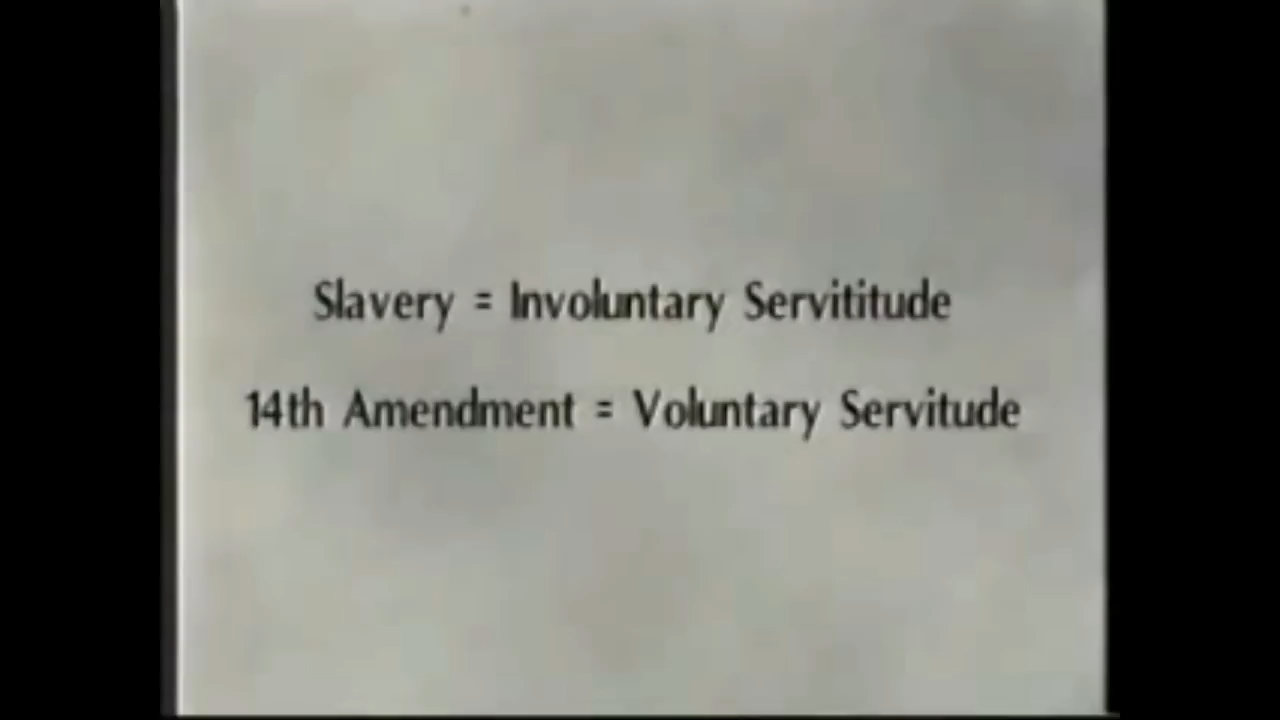 Slavery = Involuntary Servititude
14th Amendment = Voluntary Servitude